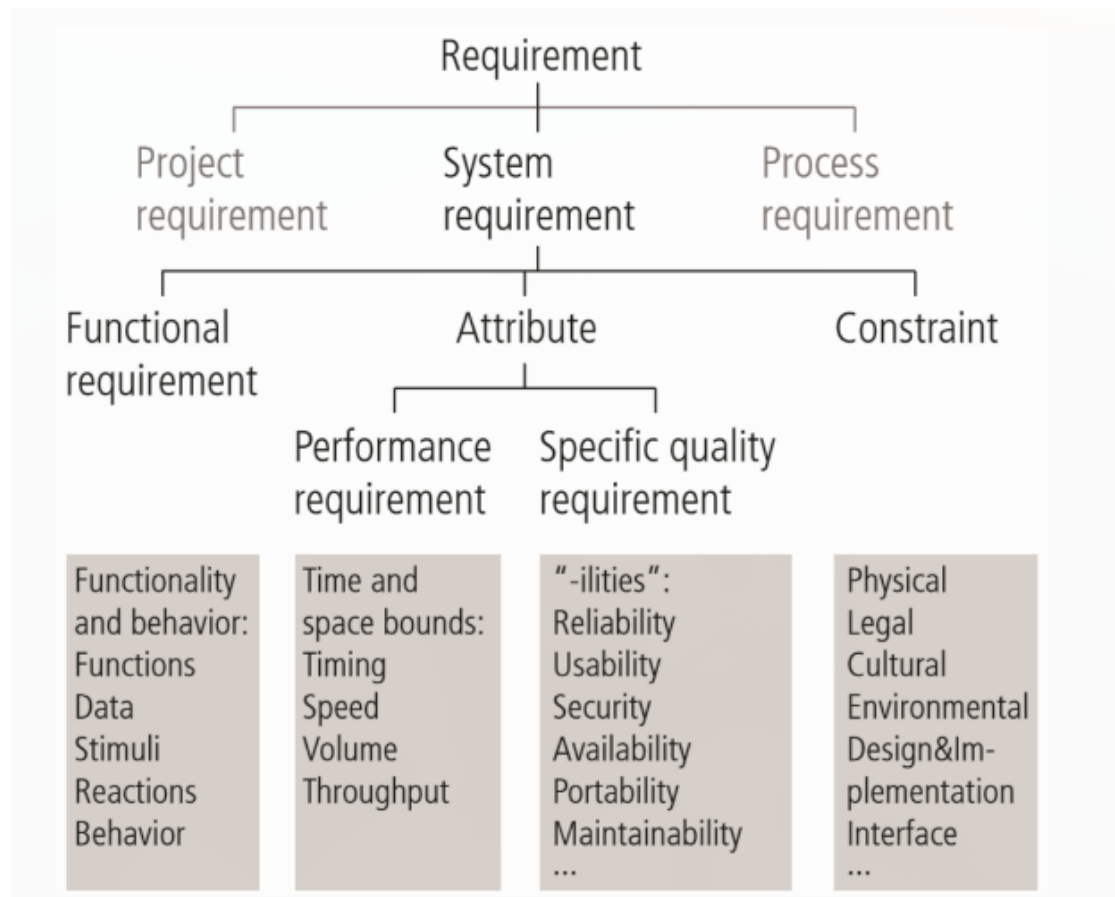 Requirement
Project
requirement
System
requirement
Process
requirement
Functional
requirement
Attribute
Constraint
Performance
requirement
Specific quality
requirement
Functionality
and behavior:
Functions
Data
Stimuli
Reactions
Behavior
Time and
space bounds:
Timing
Speed
Volume
Throughput
“-ilities”:
Reliability
Usability
Security
Availability
Portability
Maintainability
...
Physical
Legal
Cultural
Environmental
Design&Im-
plementation
Interface
...